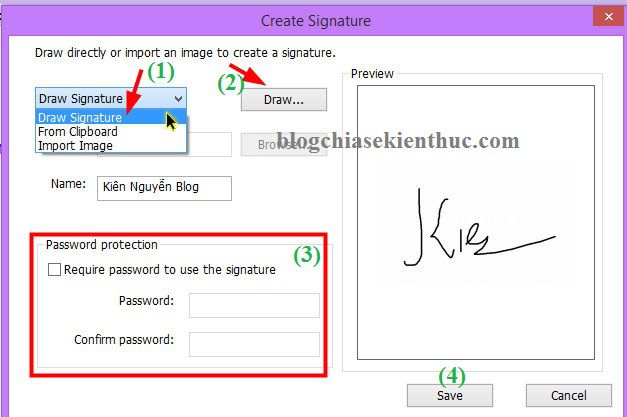 Create Signature
Draw directly or import an image to create a signature.
(1)
(2)
Draw Signature
Draw...
Draw Signature
From Clipboard
Import Image
Browse...
Name: Kiên Nguyễn Blog
Password protection
(3)
Require password to use the signature
Password:
Confirm password:
Preview
blogchiasekienthuc.com
Kiên
(4)
Save
Cancel